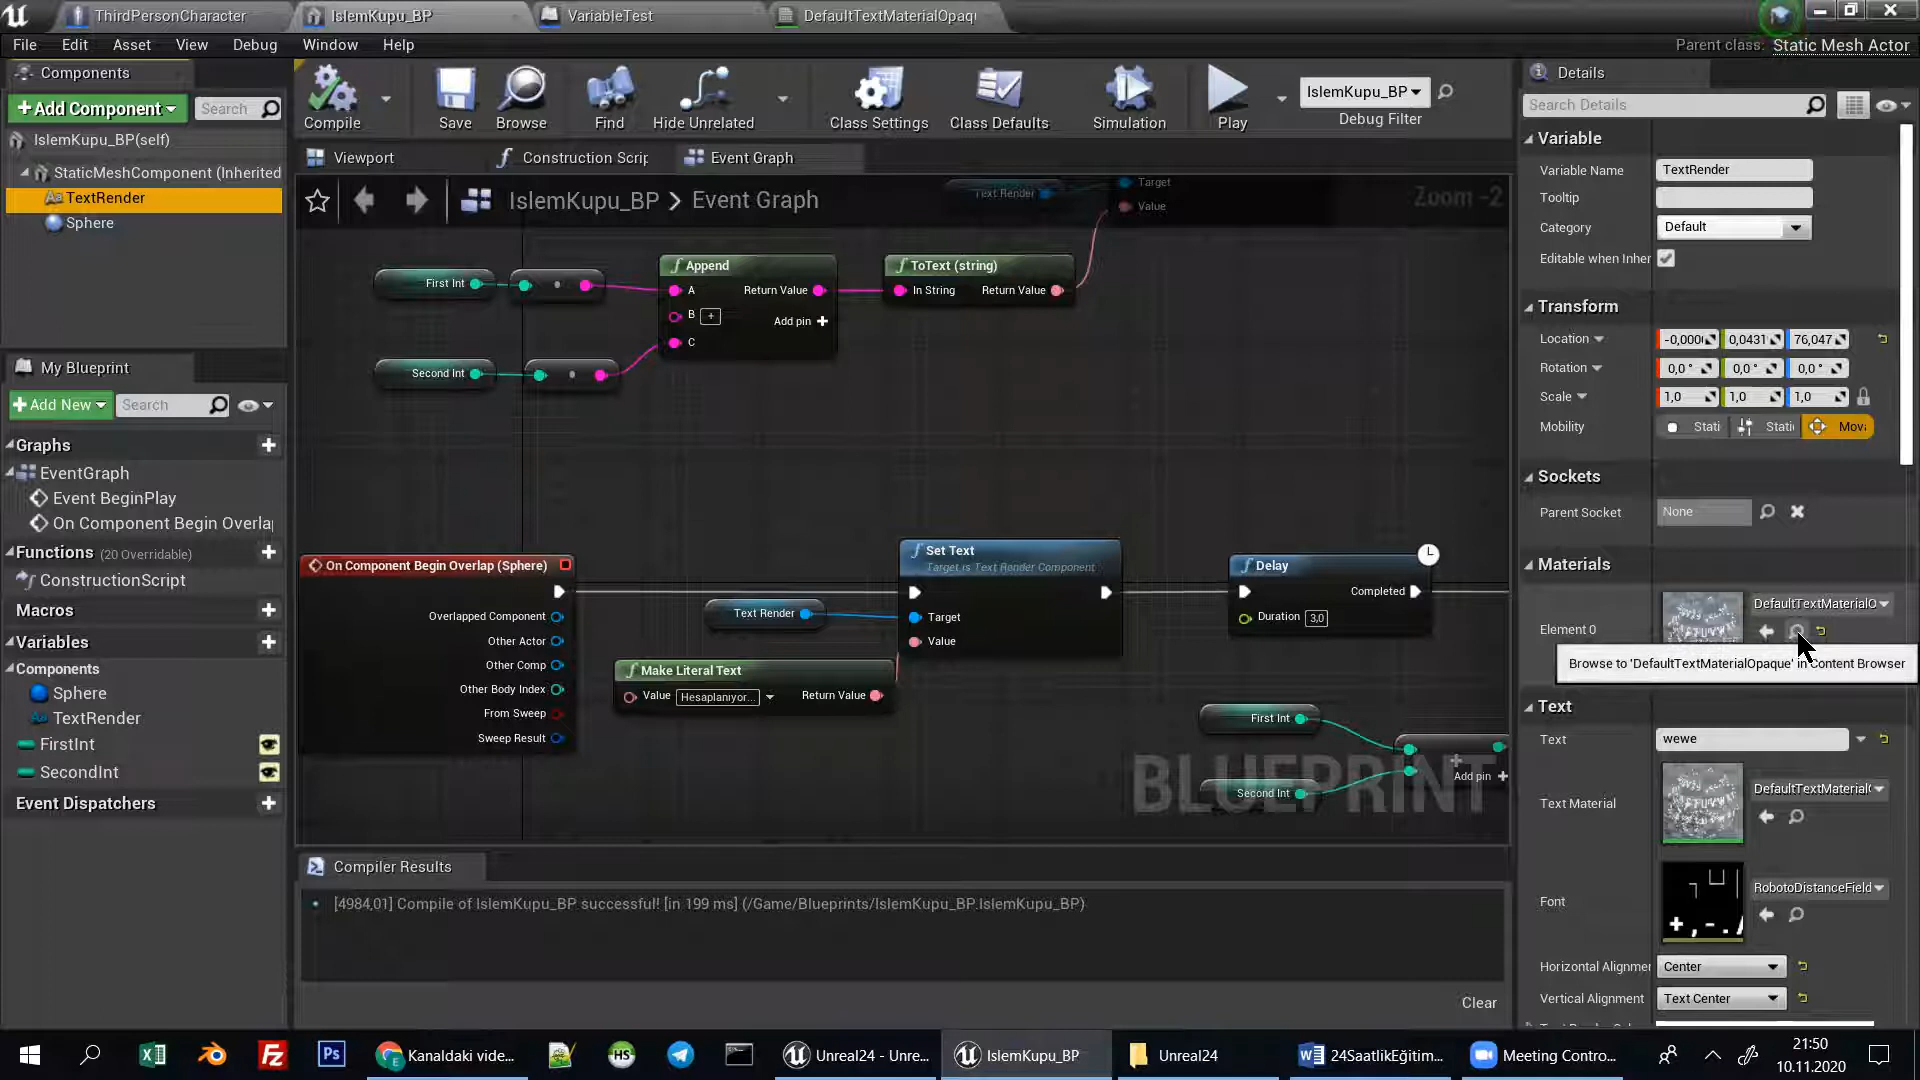 ThirdPersonCharacter
IslemKupu_BP
VariableTest
DefaultTextMaterialOpaq
File Edit Asset View Debug Window Help
Parent class: Static Mesh Actor
Components
+Add Component
Search
IslemKupu_BP(self)
StaticMeshComponent (Inherited
TextRender
Sphere
My Blueprint
+Add New
Search
Graphs
EventGraph
Event BeginPlay
On Component Begin Overla
Functions (20 Overridable)
ConstructionScript
Macros
Variables
Components
Sphere
TextRender
FirstInt
SecondInt
Event Dispatchers
Compile
Save
Browse
Find
Hide Unrelated
Class Settings
Class Defaults
Simulation
Play
IslemKupu_BP
Debug Filter
Viewport
Construction Scrip
Event Graph
IslemKupu_BP > Event Graph
Zoom -2
Text Render
Target
Value
First Int
Append
A Return Value
B
Add pin +
C
ToText (string)
In String Return Value
Second Int
On Component Begin Overlap (Sphere)
Overlapped Component
Other Actor
Other Comp
Other Body Index
From Sweep
Sweep Result
Text Render
Set Text
Target is Text Render Component
Target
Value
Make Literal Text
Value Hesaplanıyor... Return Value
Delay
Completed
Duration 3,0
First Int
Second Int
Add pin +
BLUEPRINT
Compiler Results
[4984,01] Compile of IslemKupu_BP successful! [in 199 ms] (/Game/Blueprints/IslemKupu_BP.IslemKupu_BP)
Clear
Details
Search Details
Variable
Variable Name TextRender
Tooltip
Category Default
Editable when Inher
Transform
Location -0,000 0,0431 76,047
Rotation 0,0 ° 0,0 ° 0,0 °
Scale 1,0 1,0 1,0
Mobility Stati Static Mova
Sockets
Parent Socket None
Materials
Element 0 DefaultTextMaterialO
Browse to 'DefaultTextMaterialOpaque' in Content Browser
Text
Text wewe
Text Material DefaultTextMaterial
Font RobotoDistanceField
Horizontal Alignmer Center
Vertical Alignment Text Center
Kanaldaki vide...
Unreal24 - Unre...
IslemKupu_BP
Unreal24
24SaatlikEğitim...
Meeting Contro...
21:50
10.11.2020